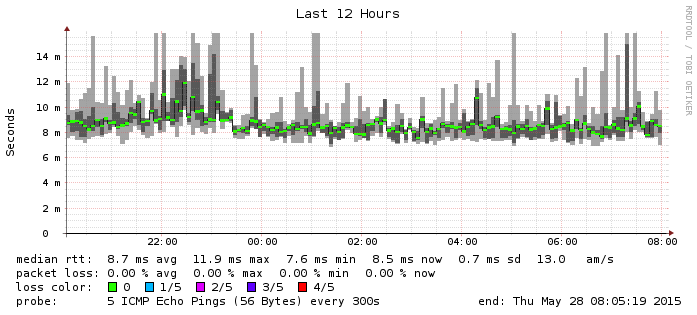 Last 12 Hours
RRDTOOL / TOBI OETIKER
Seconds
14 m
12 m
10 m
8 m
6 m
4 m
2 m
0
22:00 00:00 02:00 04:00 06:00 08:00
median rtt: 8.7 ms avg 11.9 ms max 7.6 ms min 8.5 ms now 0.7 ms sd 13.0 am/s
packet loss: 0.00 % avg 0.00 % max 0.00 % min 0.00 % now
loss color: 0 1/5 2/5 3/5 4/5
probe: 5 ICMP Echo Pings (56 Bytes) every 300s end: Thu May 28 08:05:19 2015